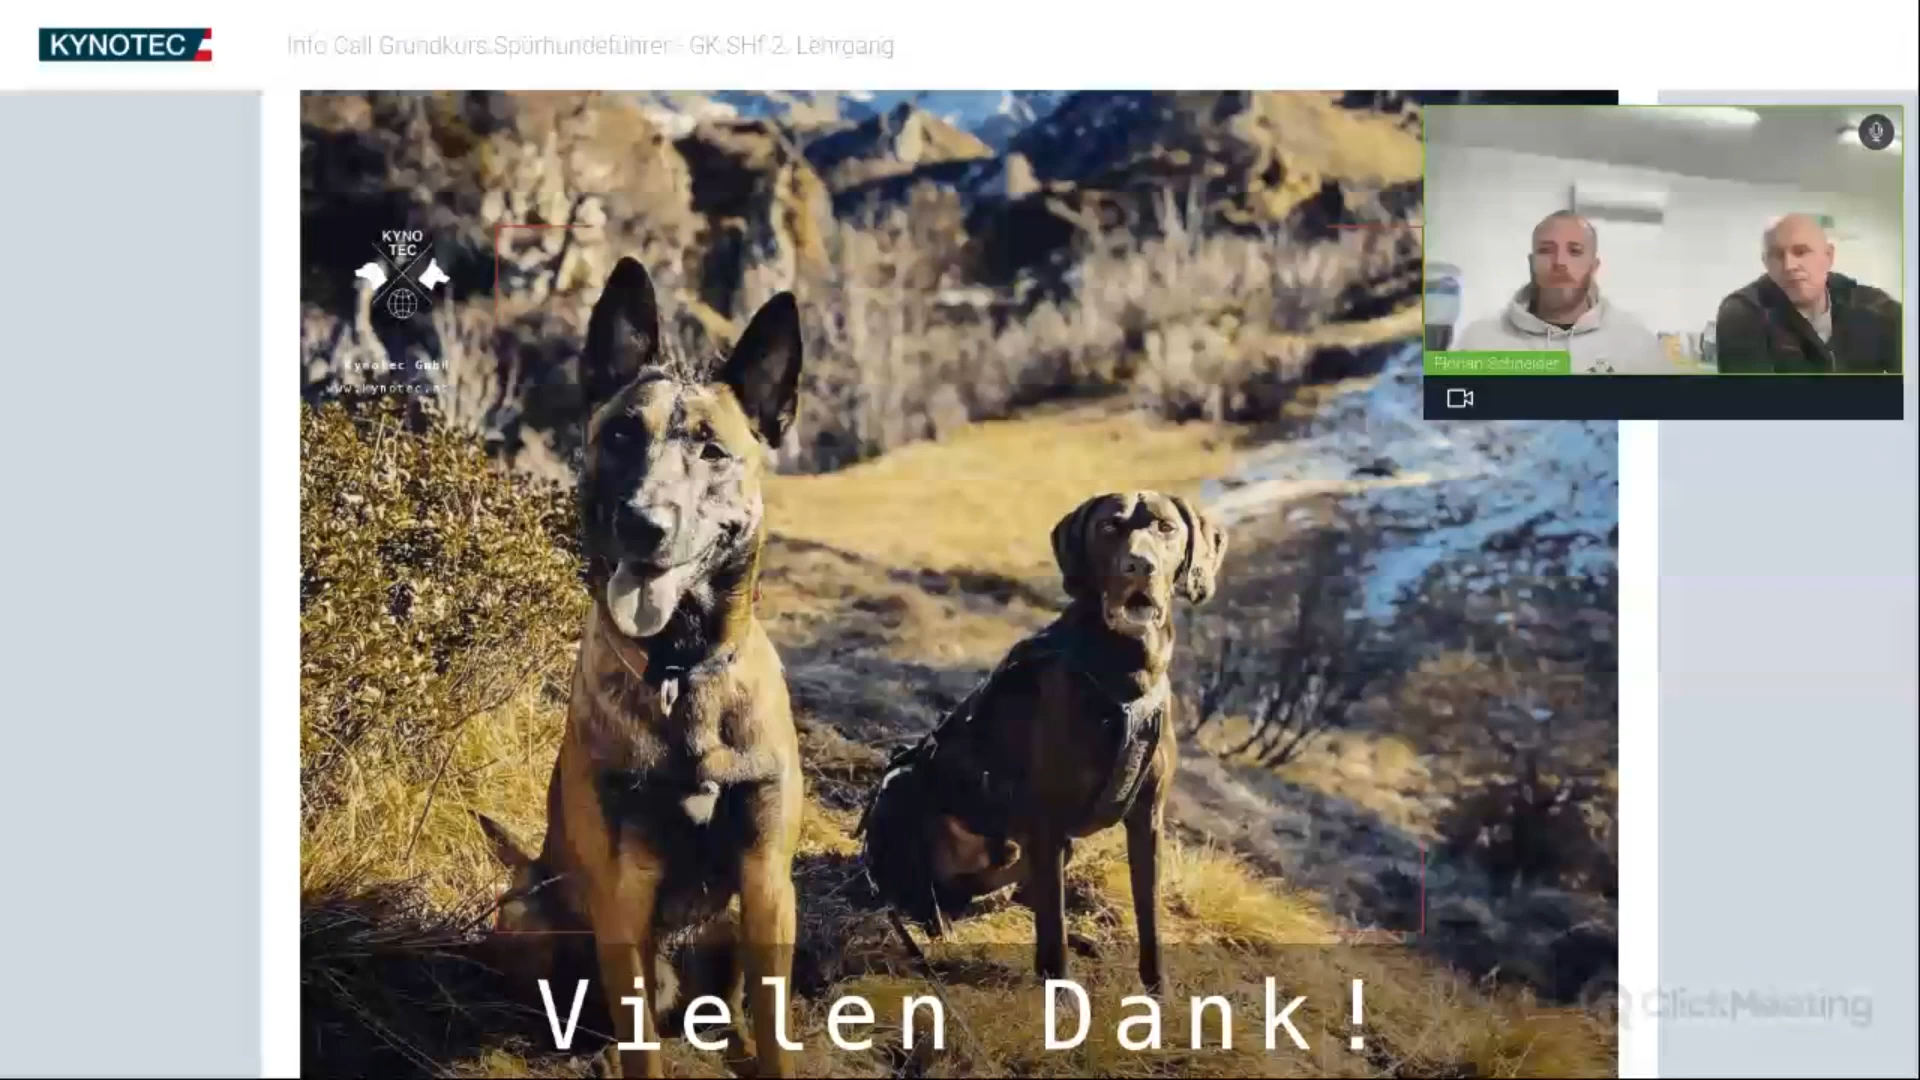 KYNOTEC
Info Call Grundkurs Spürhundeführer - GK SHf 2. Lehrgang
KYNO
TEC
Kynotec GmbH
www.kynotec.at
Florian Schneider
Vielen Dank!
ClickMeeting